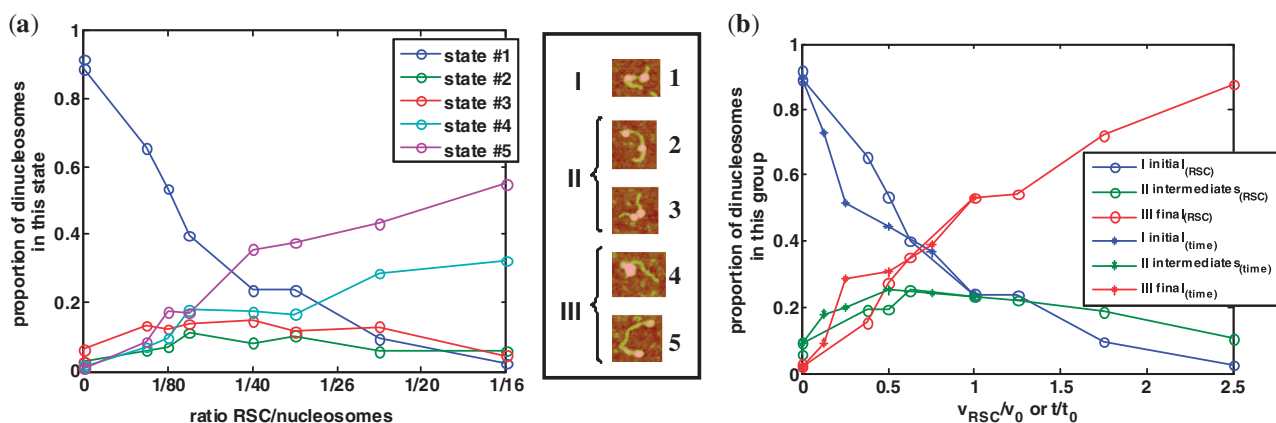 (a)
proportion of dinucleosomes
in this state
1
0.8
0.6
0.4
0.2
0
0 1/80 1/40 1/26 1/20 1/16
ratio RSC/nucleosomes
state #1
state #2
state #3
state #4
state #5
I 1
II 2
3
III 4
5
(b)
proportion of dinucleosomes
in this group
1
0.8
0.6
0.4
0.2
0
0 0.5 1 1.5 2 2.5
vRSC/v0 or t/t0
I initial(RSC)
II intermediates(RSC)
III final(RSC)
I initial(time)
II intermediates(time)
III final(time)